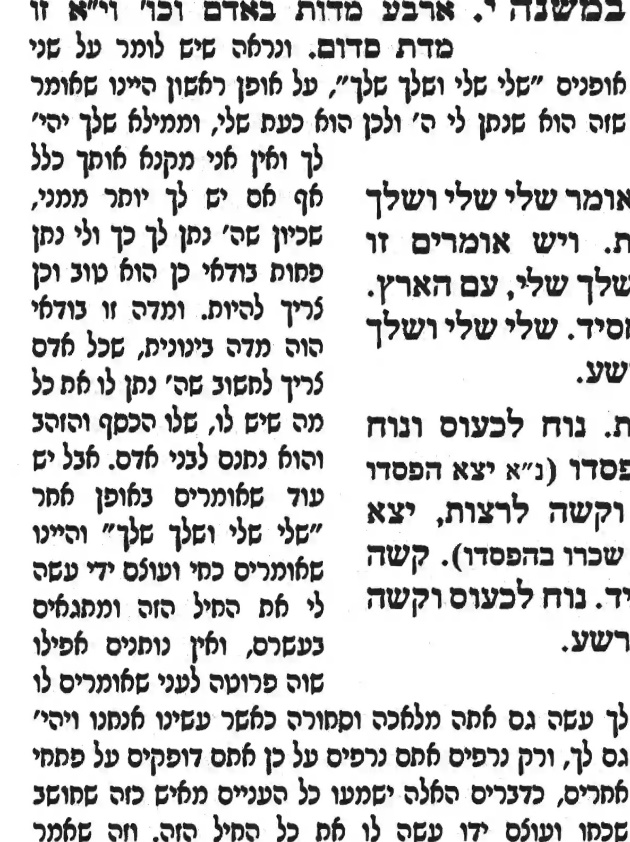 במשנה י. ארבע מדות באדם וכו' וי״א זו
מדת סדום. ונראה שיש לומר על שני
אופנים ״שלי שלי ושלך שלך״, על אופן ראשון היינו שאומר
שזה הוא שנתן לי ה' ולכן הוא כעת שלי, וממילא שלך יהי'
לך ואין אני מקנא אותך כלל
אף אם יש לך יותר ממני,
שכיון שה' נתן לך כך ולי נתן
פחות בודאי כן הוא טוב וכן
צריך להיות. ומדה זו בודאי
הוה מדה בינונית, שכל אדם
צריך לחשוב שה' נתן לו את כל
מה שיש לו, שלו הכסף והזהב
והוא נתנם לבני אדם. אבל יש
עוד שאומרים באופן אחר
״שלי שלי ושלך שלך״ והיינו
שאומרים כחי ועוצם ידי עשה
לי את החיל הזה ומתגאים
בעשרם, ואין נותנים אפילו
שוה פרוטה לעני שאומרים לו
אומר שלי שלי ושלך
ת. ויש אומרים זו
שלך שלי, עם הארץ.
סיד. שלי שלי ושלך
רשע.
ת. נוח לכעוס ונוח
פסדו (נ״א יצא הפסדו
וקשה לרצות, יצא
שכרו בהפסדו). קשה
יד. נוח לכעוס וקשה
רשע.
לך עשה גם אתה מלאכה וסחורה כאשר עשינו אנחנו ויהי'
גם לך, ורק נרפים אתם נרפים על כן אתם דופקים על פתחי
אחרים, כדברים האלה ישמעו כל העניים מאיש כזה שחושב
שכחו ועוצם ידו עשה לו את כל החיל הזה. וזה שאמר